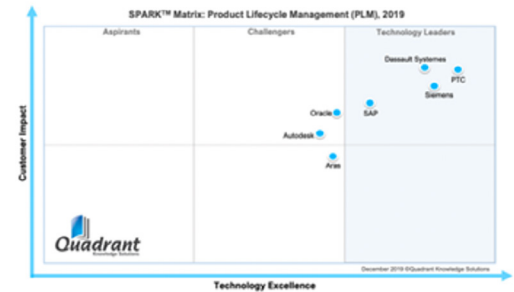 SPARK™ Matrix: Product Lifecycle Management (PLM), 2019
Aspirants
Challengers
Technology Leaders
Dassault Systemes
PTC
Siemens
SAP
Oracle
Autodesk
Aras
Customer Impact
Quadrant
Knowledge Solutions
December 2019 ©Quadrant Knowledge Solutions
Technology Excellence